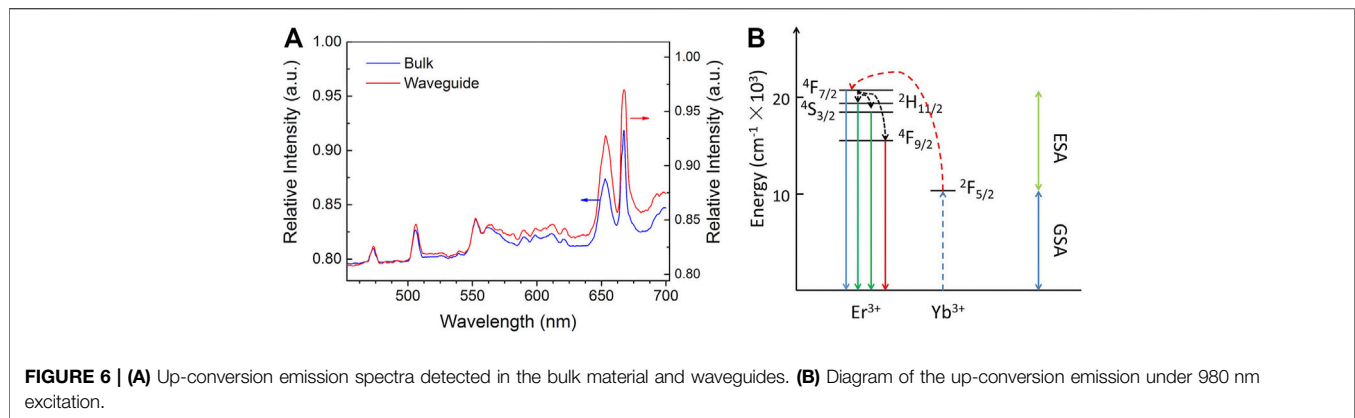 A
B
1.00
0.95
0.90
0.85
0.80
Relative Intensity (a.u.)
Bulk
Waveguide
1.00
0.95
0.90
0.85
0.80
Relative Intensity (a.u.)
500
550
600
650
700
Wavelength (nm)
Energy (cm⁻¹ × 10³)
20
10
⁴F₇/₂
⁴S₃/₂
²H₁₁/₂
⁴F₉/₂
²F₅/₂
ESA
GSA
Er³⁺
Yb³⁺
FIGURE 6 | (A) Up-conversion emission spectra detected in the bulk material and waveguides. (B) Diagram of the up-conversion emission under 980 nm
excitation.